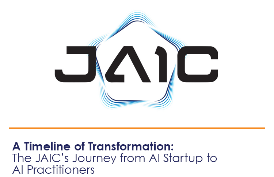 JAIC
A Timeline of Transformation:
The JAIC's Journey from AI Startup to
AI Practitioners